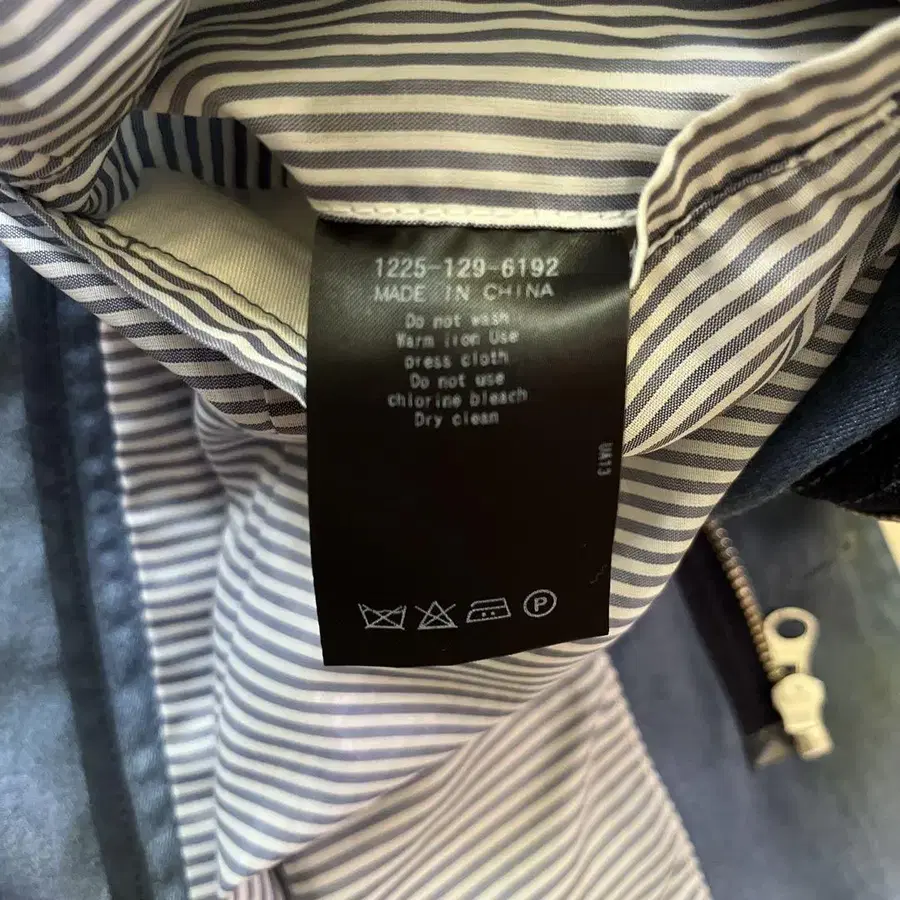 1225-129-6192
MADE IN CHINA
Do not wash
Warm iron Use
press cloth
Do not use
chlorine bleach
Dry clean
UA13
P